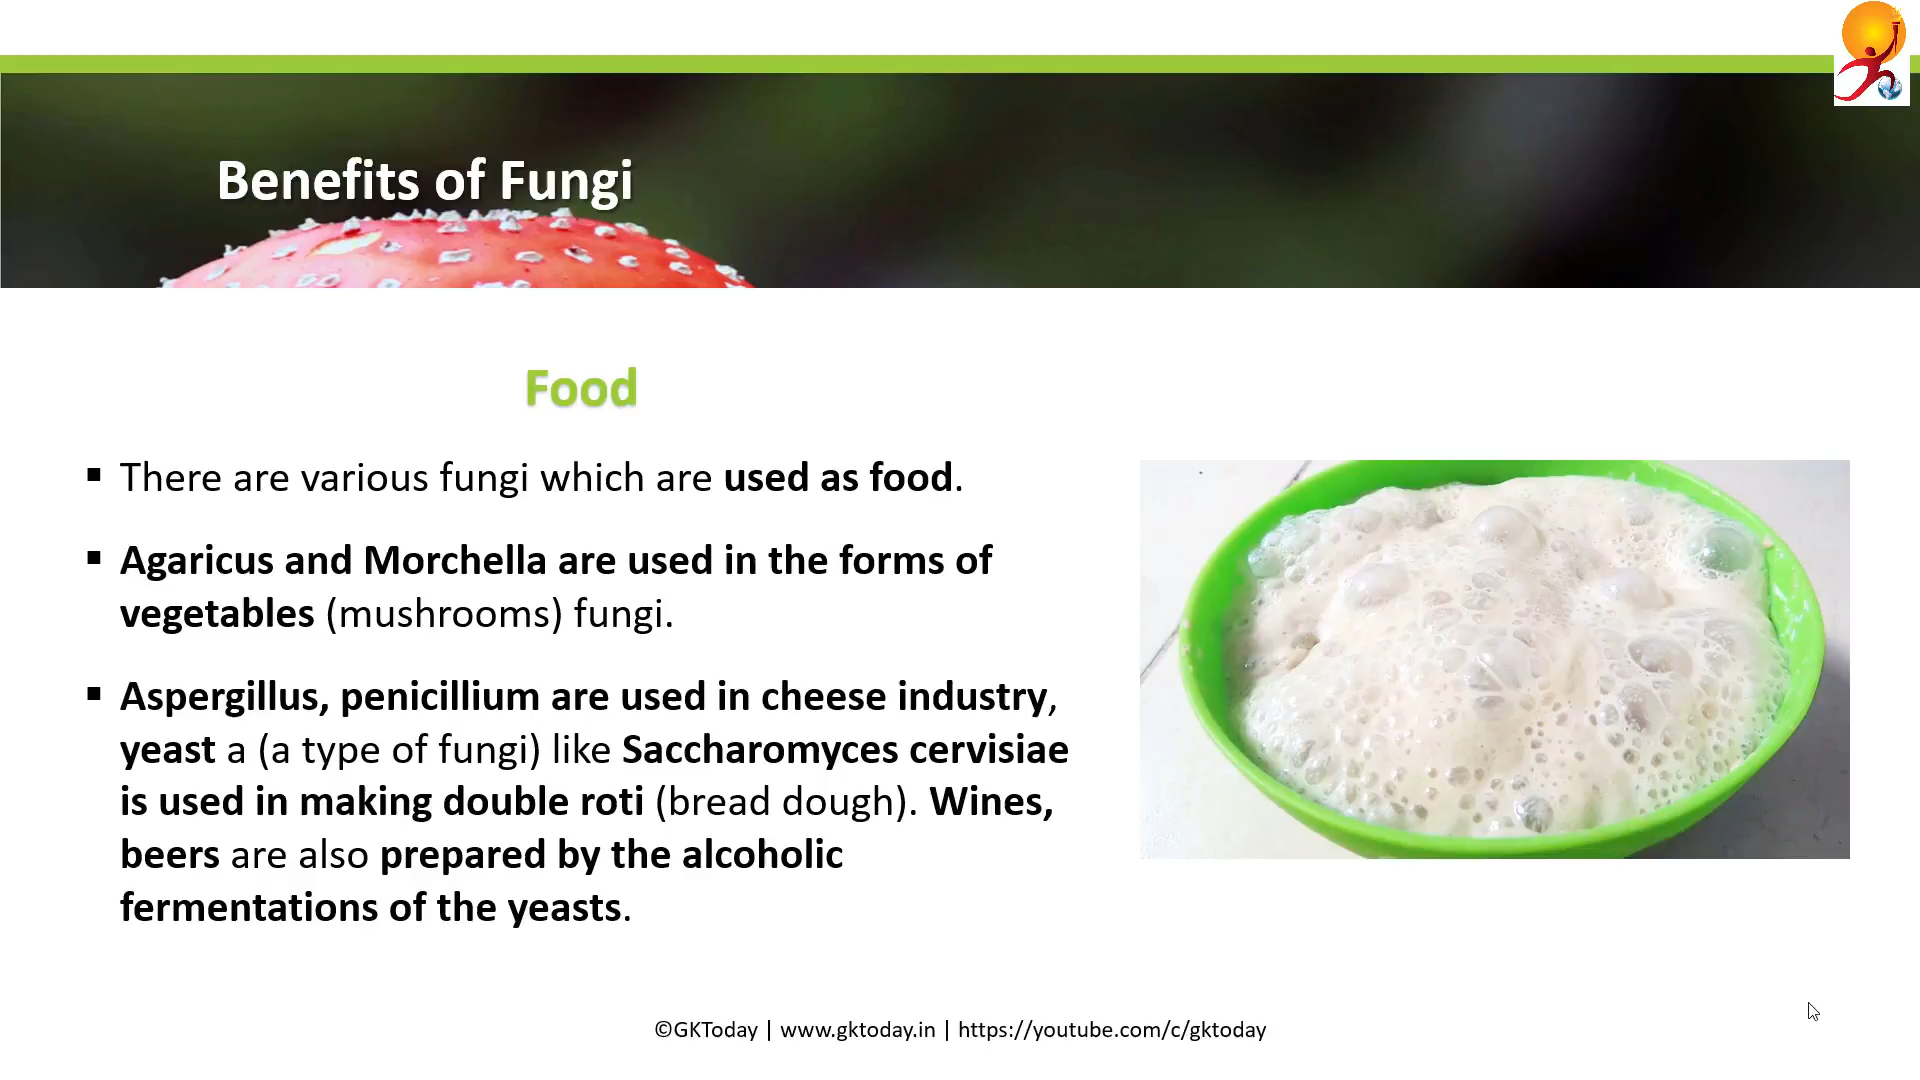 Benefits of Fungi
Food
▪ There are various fungi which are used as food.
▪ Agaricus and Morchella are used in the forms of
vegetables (mushrooms) fungi.
▪ Aspergillus, penicillium are used in cheese industry,
yeast a (a type of fungi) like Saccharomyces cervisiae
is used in making double roti (bread dough). Wines,
beers are also prepared by the alcoholic
fermentations of the yeasts.
©GKToday | www.gktoday.in | https://youtube.com/c/gktoday